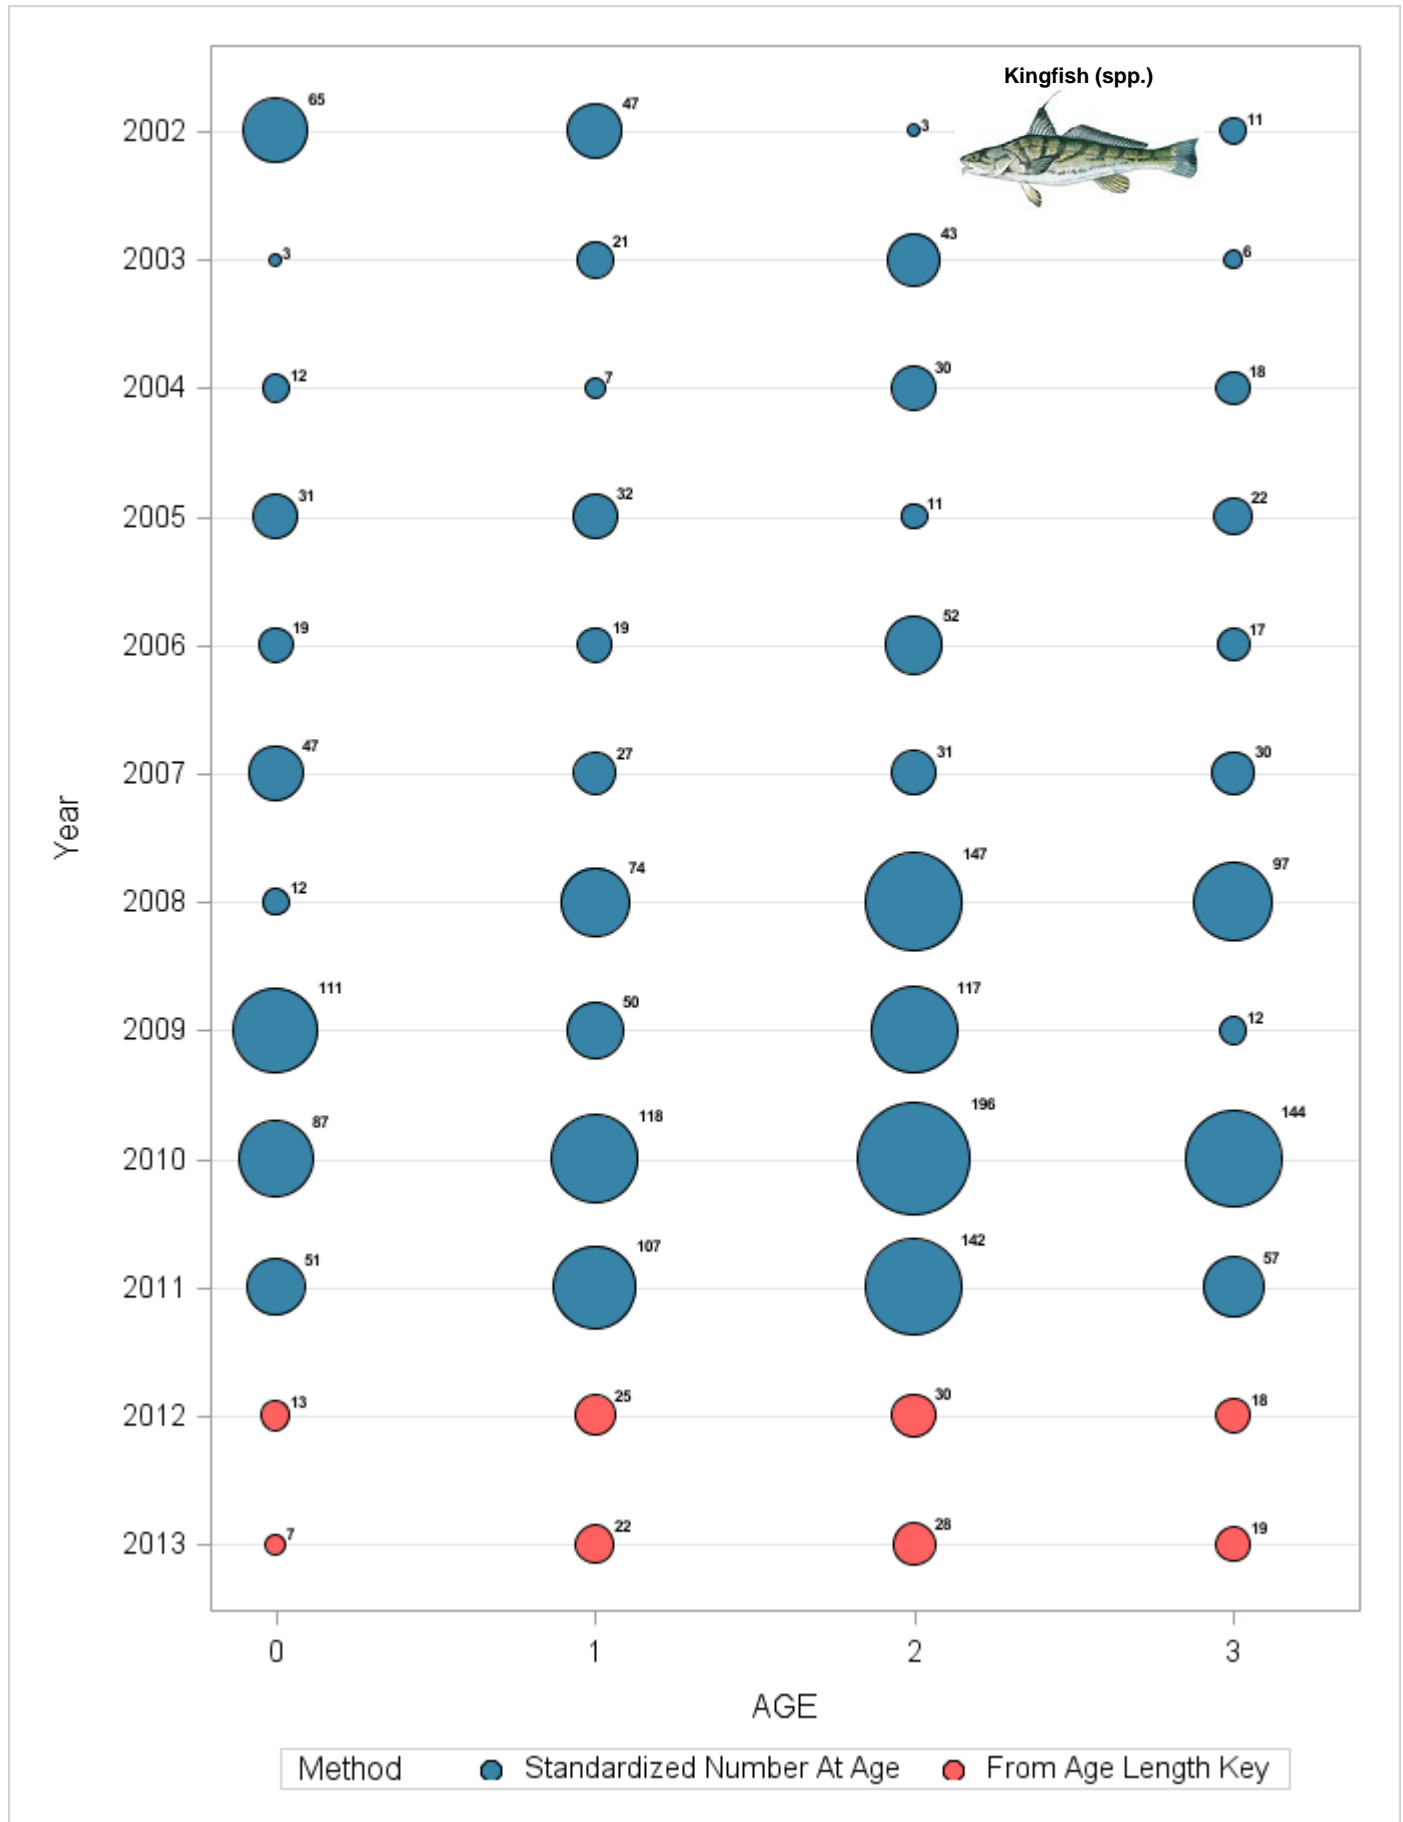 Kingfish (spp.)
2002 65 47 3 11
2003 3 21 43 6
2004 12 7 30 18
2005 31 32 11 22
2006 19 19 52 17
2007 47 27 31 30
2008 12 74 147 97
2009 111 50 117 12
2010 87 118 196 144
2011 51 107 142 57
2012 13 25 30 18
2013 7 22 28 19
Year
0 1 2 3
AGE
Method Standardized Number At Age From Age Length Key